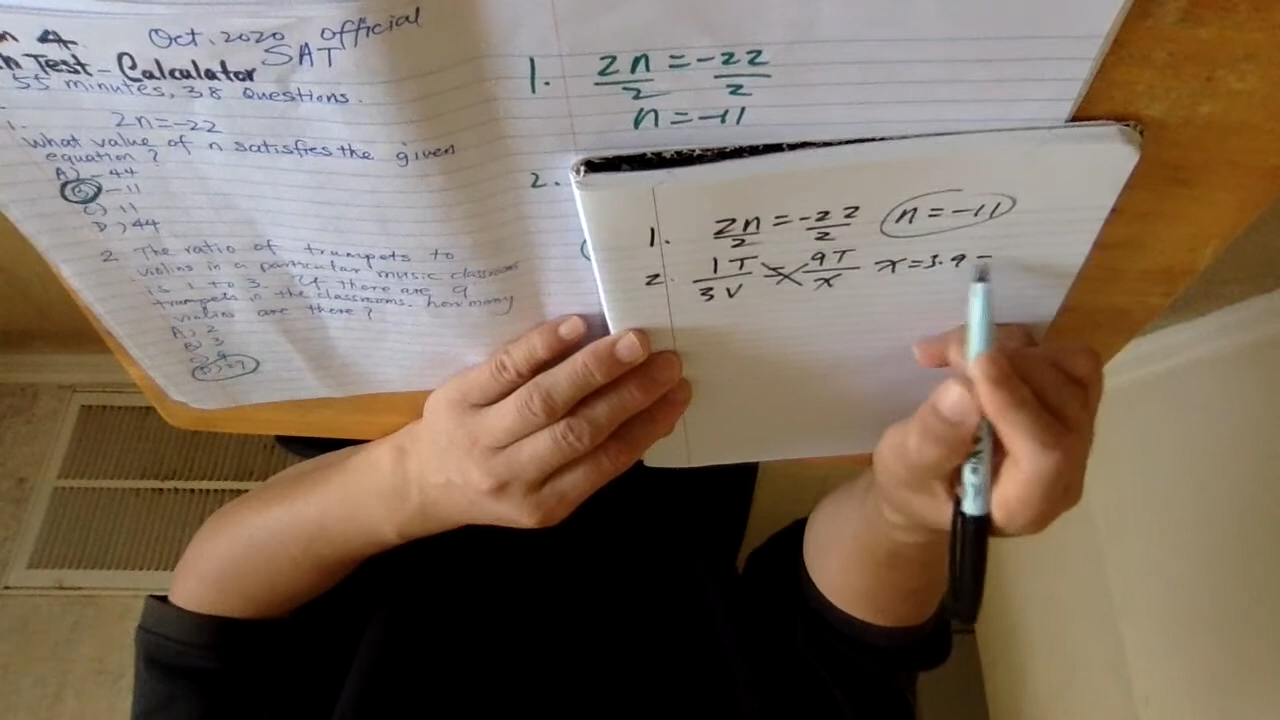 Oct. 2020 official
SAT
4
Test - Calculator
55 minutes, 38 Questions.
1. 2n=-22
What value of n satisfies the given
equation?
A) -44
-11
C) 11
D) 44
2 The ratio of trumpets to
violins in a particular music classroom
is 1 to 3. If there are 9
trumpets in the classrooms. how many
violins are there?
A) 2
B) 3
9
D) 27
1. 2n = -22
2 2
n = -11
2.
1. 2n = -22 n = -11
2 2
2. 1T 9T x=3.9=
3V x